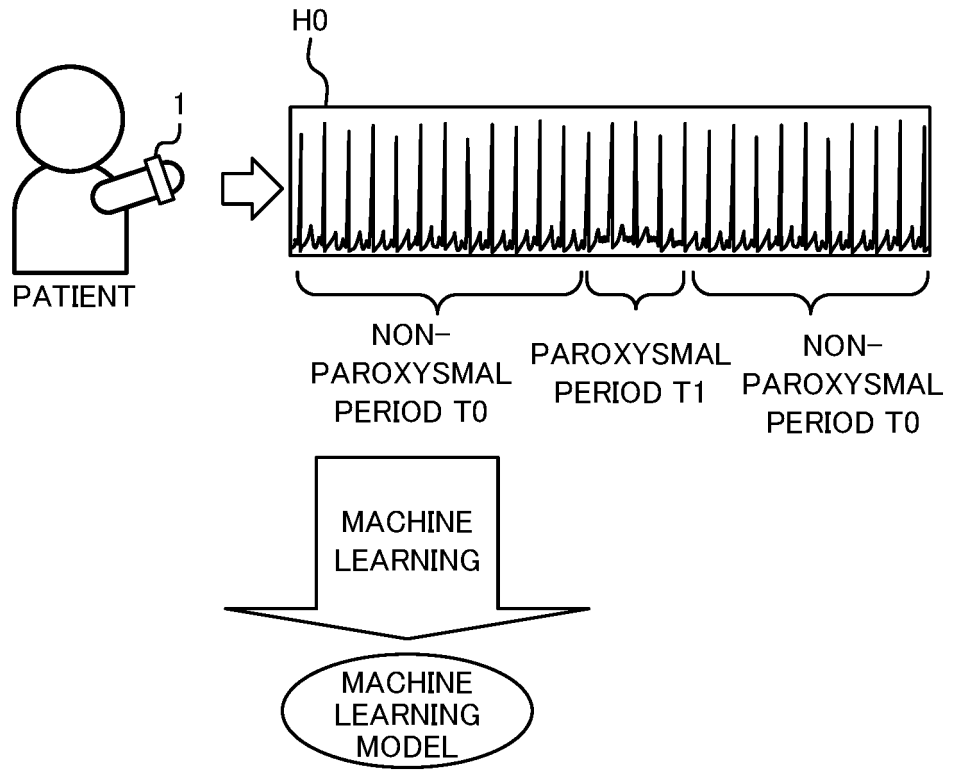 H0
1
PATIENT
NON-
PAROXYSMAL
PERIOD T0
PAROXYSMAL
PERIOD T1
NON-
PAROXYSMAL
PERIOD T0
MACHINE
LEARNING
MACHINE
LEARNING
MODEL